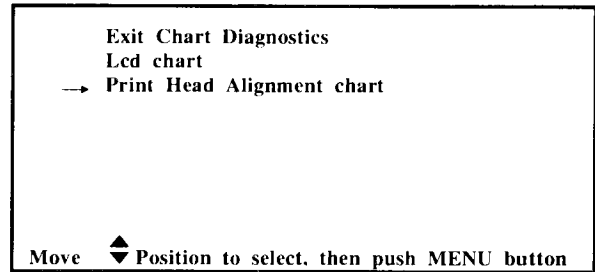 Exit Chart Diagnostics
Lcd chart
→ Print Head Alignment chart
Move ▲▼ Position to select, then push MENU button